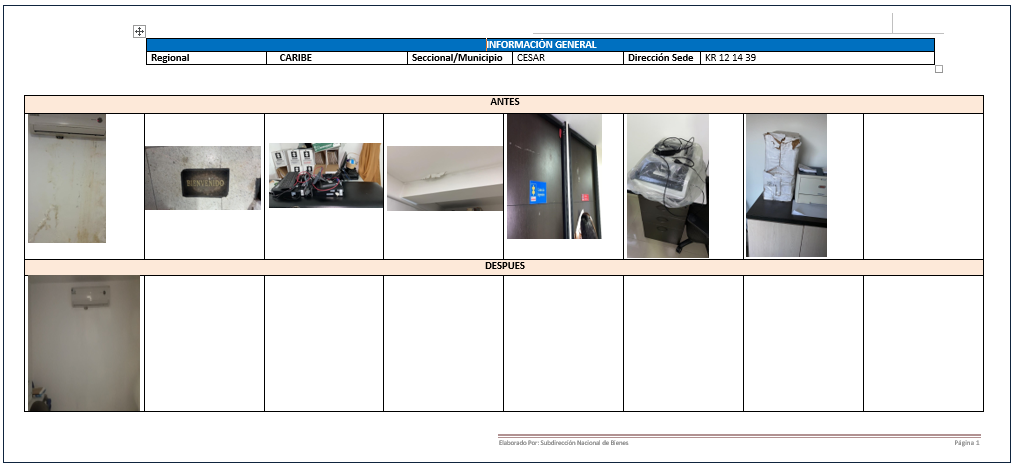 INFORMACIÓN GENERAL
Regional CARIBE Seccional/Municipio CESAR Dirección Sede KR 12 14 39
ANTES
BIENVENIDO
DESPUES
Elaborado Por: Subdirección Nacional de Bienes Página 1